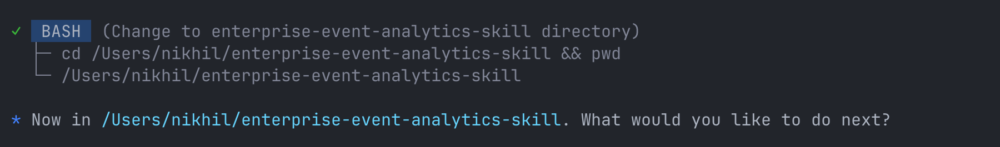 ✓ BASH (Change to enterprise-event-analytics-skill directory)
cd /Users/nikhil/enterprise-event-analytics-skill && pwd
/Users/nikhil/enterprise-event-analytics-skill
* Now in /Users/nikhil/enterprise-event-analytics-skill. What would you like to do next?